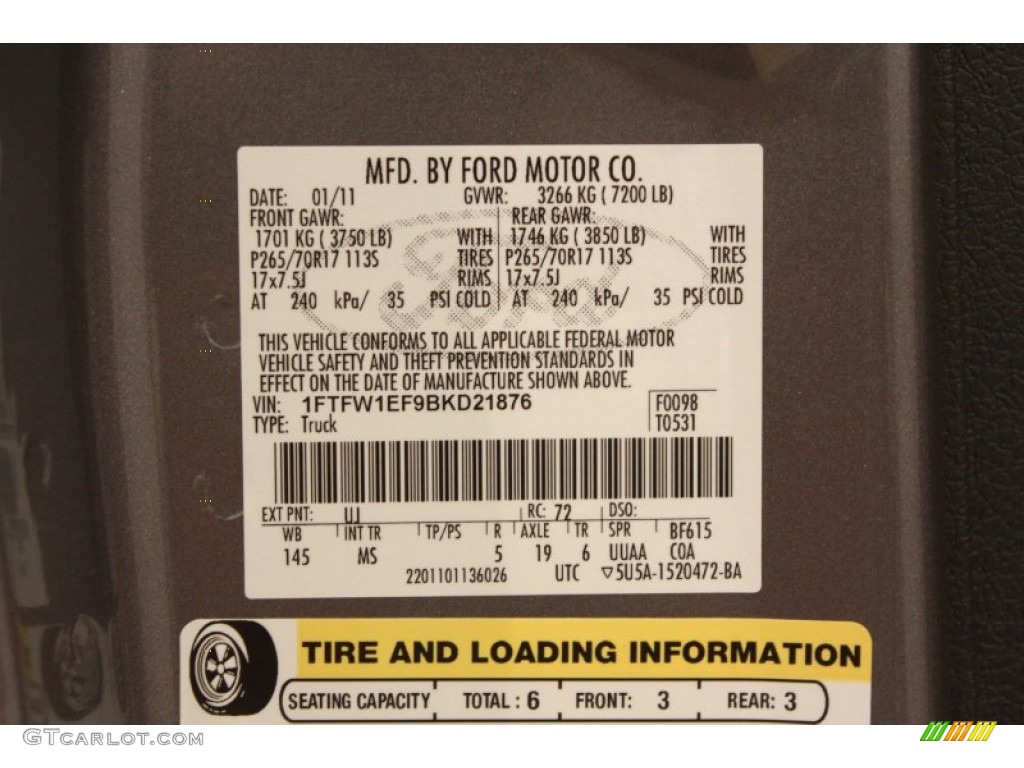 MFD. BY FORD MOTOR CO.
DATE: 01/11 GVWR: 3266 KG ( 7200 LB)
FRONT GAWR: REAR GAWR:
1701 KG ( 3750 LB) WITH 1746 KG ( 3850 LB) WITH
P265/70R17 113S TIRES P265/70R17 113S TIRES
17x7.5J RIMS 17x7.5J RIMS
AT 240 kPa/ 35 PSI COLD AT 240 kPa/ 35 PSI COLD
Ford
THIS VEHICLE CONFORMS TO ALL APPLICABLE FEDERAL MOTOR
VEHICLE SAFETY AND THEFT PREVENTION STANDARDS IN
EFFECT ON THE DATE OF MANUFACTURE SHOWN ABOVE.
VIN: 1FTFW1EF9BKD21876 F0098
TYPE: Truck T0531
EXT PNT: UJ RC: 72 DSO:
WB INT TR TP/PS R AXLE TR SPR BF615
145 MS 5 19 6 UUAA COA
2201101136026 UTC ▽5U5A-1520472-BA
TIRE AND LOADING INFORMATION
SEATING CAPACITY TOTAL : 6 FRONT: 3 REAR: 3
GTCarLot.com